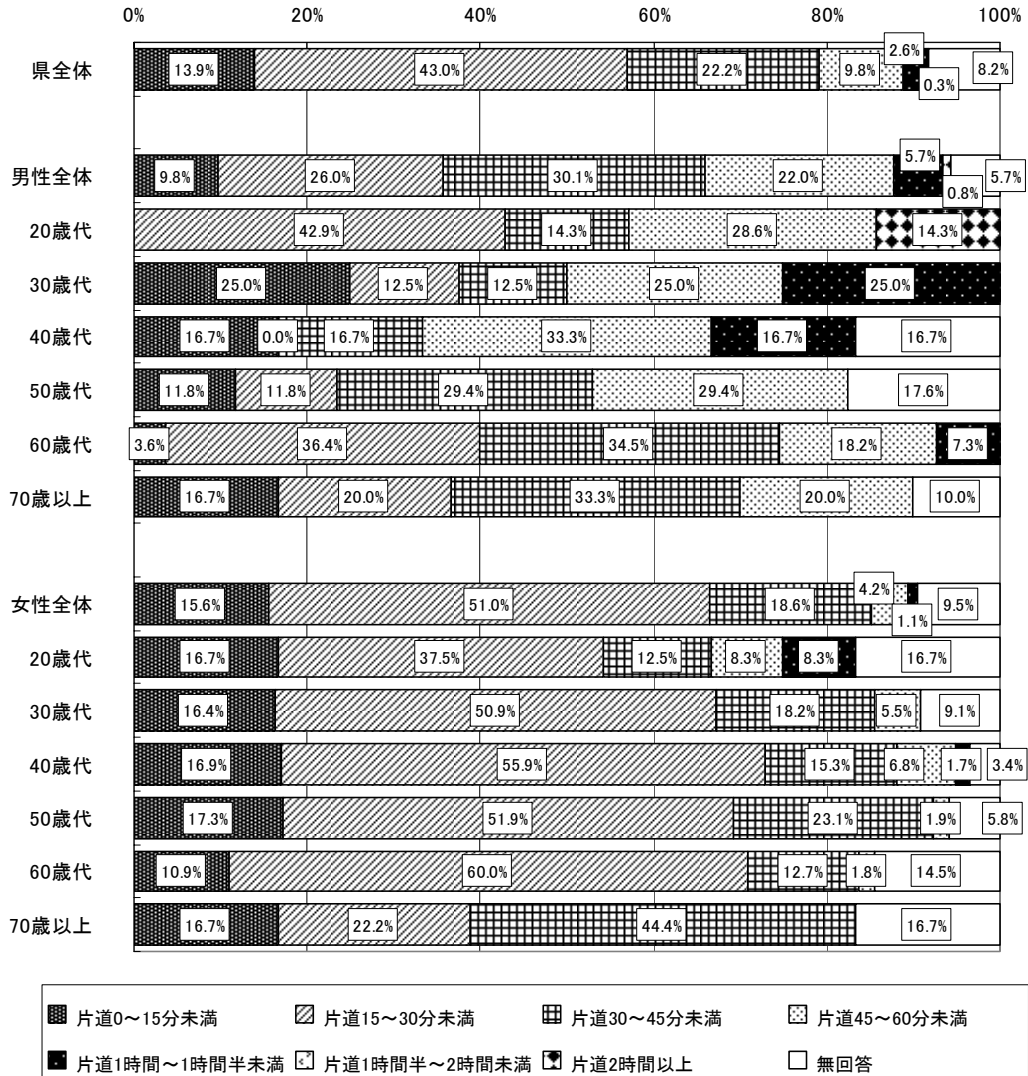 0% 20% 40% 60% 80% 100%
県全体 13.9% 43.0% 22.2% 9.8% 2.6% 0.3% 8.2%
男性全体 9.8% 26.0% 30.1% 22.0% 5.7% 0.8% 5.7%
20歳代 42.9% 14.3% 28.6% 14.3%
30歳代 25.0% 12.5% 12.5% 25.0% 25.0%
40歳代 16.7% 0.0% 16.7% 33.3% 16.7% 16.7%
50歳代 11.8% 11.8% 29.4% 29.4% 17.6%
60歳代 3.6% 36.4% 34.5% 18.2% 7.3%
70歳以上 16.7% 20.0% 33.3% 20.0% 10.0%
女性全体 15.6% 51.0% 18.6% 4.2% 1.1% 9.5%
20歳代 16.7% 37.5% 12.5% 8.3% 8.3% 16.7%
30歳代 16.4% 50.9% 18.2% 5.5% 9.1%
40歳代 16.9% 55.9% 15.3% 6.8% 1.7% 3.4%
50歳代 17.3% 51.9% 23.1% 1.9% 5.8%
60歳代 10.9% 60.0% 12.7% 1.8% 14.5%
70歳以上 16.7% 22.2% 44.4% 16.7%
片道0～15分未満 片道15～30分未満 片道30～45分未満 片道45～60分未満
片道1時間～1時間半未満 片道1時間半～2時間未満 片道2時間以上 無回答